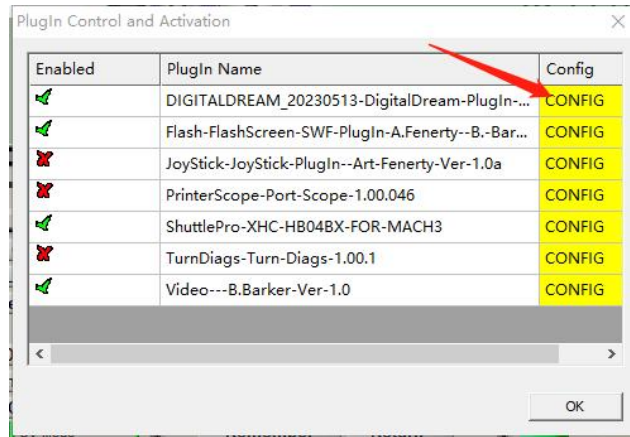 PlugIn Control and Activation
Enabled PlugIn Name Config
DIGITALDREAM_20230513-DigitalDream-PlugIn-... CONFIG
Flash-FlashScreen-SWF-PlugIn-A.Fenerty--B.-Bar... CONFIG
JoyStick-JoyStick-PlugIn--Art-Fenerty-Ver-1.0a CONFIG
PrinterScope-Port-Scope-1.00.046 CONFIG
ShuttlePro-XHC-HB04BX-FOR-MACH3 CONFIG
TurnDiags-Turn-Diags-1.00.1 CONFIG
Video---B.Barker-Ver-1.0 CONFIG
OK